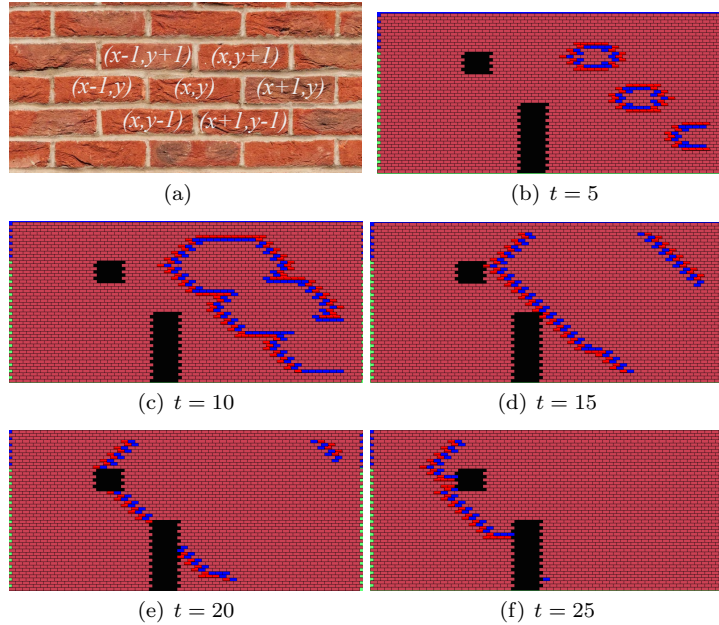 (x-1,y+1) (x,y+1)
(x-1,y) (x,y) (x+1,y)
(x,y-1) (x+1,y-1)
(a)
(b) t = 5
(c) t = 10
(d) t = 15
(e) t = 20
(f) t = 25